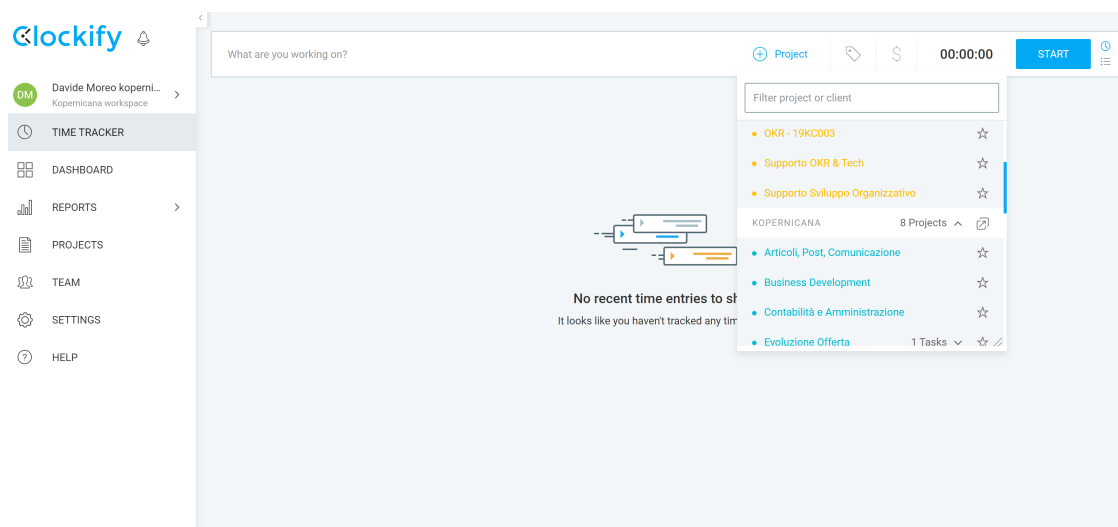 Clockify
DM
Davide Moreo koperni...
Kopernicana workspace
TIME TRACKER
DASHBOARD
REPORTS
PROJECTS
TEAM
SETTINGS
HELP
What are you working on?
Project
$
00:00:00
START
Filter project or client
OKR - 19KC003
Supporto OKR & Tech
Supporto Sviluppo Organizzativo
KOPERNICANA 8 Projects
Articoli, Post, Comunicazione
Business Development
Contabilità e Amministrazione
Evoluzione Offerta 1 Tasks
No recent time entries to sh
It looks like you haven't tracked any tim